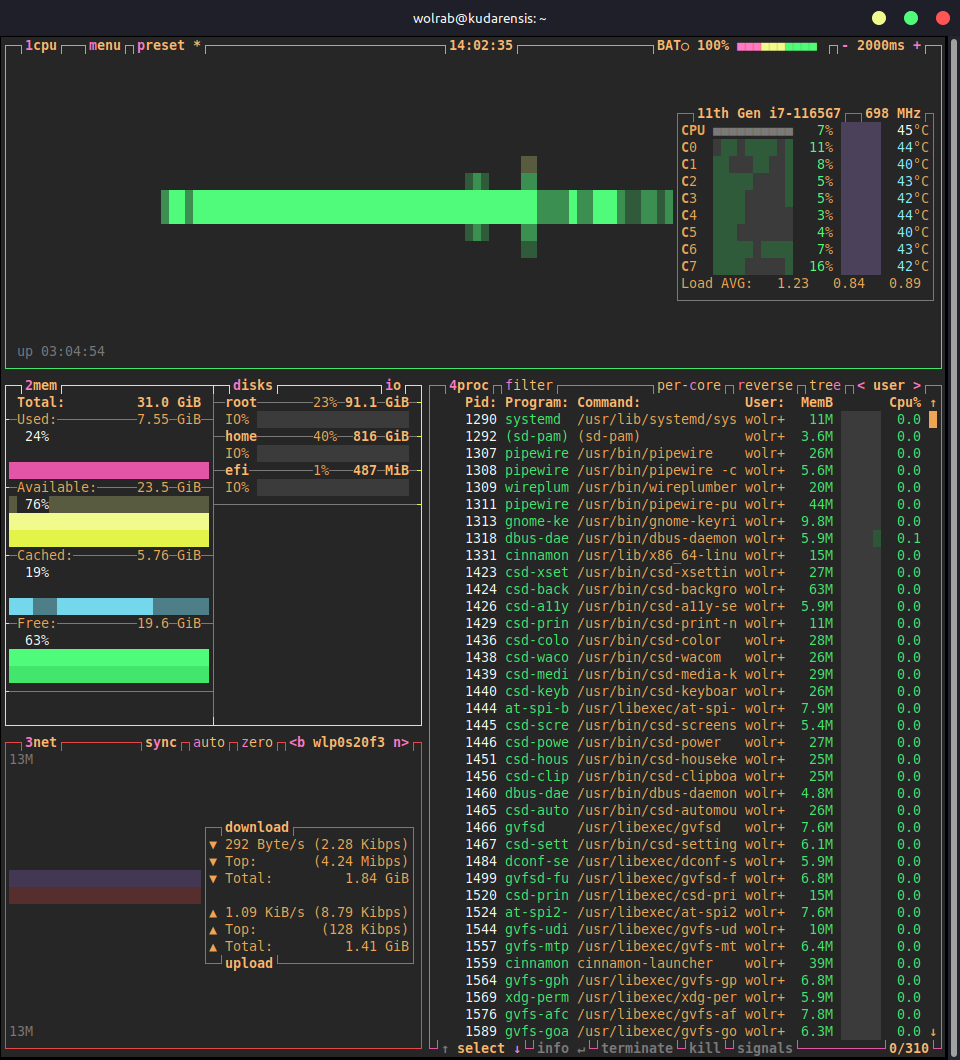 wolrab@kudarensis: ~
1cpu menu preset * 14:02:35 BAT○ 100% - 2000ms +
11th Gen i7-1165G7 698 MHz
CPU 7% 45°C
C0 11% 44°C
C1 8% 40°C
C2 5% 43°C
C3 5% 42°C
C4 3% 44°C
C5 4% 40°C
C6 7% 43°C
C7 16% 42°C
Load AVG: 1.23 0.84 0.89
up 03:04:54
2mem
Total: 31.0 GiB
Used: 7.55 GiB
24%
Available: 23.5 GiB
76%
Cached: 5.76 GiB
19%
Free: 19.6 GiB
63%
disks io
root 23% 91.1 GiB
IO%
home 40% 816 GiB
IO%
efi 1% 487 MiB
IO%
3net sync auto zero <b wlp0s20f3 n>
13M
download
▼ 292 Byte/s (2.28 Kibps)
▼ Top: (4.24 Mibps)
▼ Total: 1.84 GiB
▲ 1.09 KiB/s (8.79 Kibps)
▲ Top: (128 Kibps)
▲ Total: 1.41 GiB
upload
13M
4proc filter per-core reverse tree < user >
Pid: Program: Command: User: MemB Cpu% ↑
1290 systemd /usr/lib/systemd/sys wolr+ 11M 0.0
1292 (sd-pam) (sd-pam) wolr+ 3.6M 0.0
1307 pipewire /usr/bin/pipewire wolr+ 26M 0.0
1308 pipewire /usr/bin/pipewire -c wolr+ 5.6M 0.0
1309 wireplum /usr/bin/wireplumber wolr+ 20M 0.0
1311 pipewire /usr/bin/pipewire-pu wolr+ 44M 0.0
1313 gnome-ke /usr/bin/gnome-keyri wolr+ 9.8M 0.0
1318 dbus-dae /usr/bin/dbus-daemon wolr+ 5.9M 0.1
1331 cinnamon /usr/lib/x86_64-linu wolr+ 15M 0.0
1423 csd-xset /usr/bin/csd-xsettin wolr+ 27M 0.0
1424 csd-back /usr/bin/csd-backgro wolr+ 63M 0.0
1426 csd-a11y /usr/bin/csd-a11y-se wolr+ 5.9M 0.0
1429 csd-prin /usr/bin/csd-print-n wolr+ 11M 0.0
1436 csd-colo /usr/bin/csd-color wolr+ 28M 0.0
1438 csd-waco /usr/bin/csd-wacom wolr+ 26M 0.0
1439 csd-medi /usr/bin/csd-media-k wolr+ 29M 0.0
1440 csd-keyb /usr/bin/csd-keyboar wolr+ 26M 0.0
1444 at-spi-b /usr/libexec/at-spi- wolr+ 7.9M 0.0
1445 csd-scre /usr/bin/csd-screens wolr+ 5.4M 0.0
1446 csd-powe /usr/bin/csd-power wolr+ 27M 0.0
1451 csd-hous /usr/bin/csd-houseke wolr+ 25M 0.0
1456 csd-clip /usr/bin/csd-clipboa wolr+ 25M 0.0
1460 dbus-dae /usr/bin/dbus-daemon wolr+ 4.8M 0.0
1465 csd-auto /usr/bin/csd-automou wolr+ 26M 0.0
1466 gvfsd /usr/libexec/gvfsd wolr+ 7.6M 0.0
1467 csd-sett /usr/bin/csd-setting wolr+ 6.1M 0.0
1484 dconf-se /usr/libexec/dconf-s wolr+ 5.9M 0.0
1499 gvfsd-fu /usr/libexec/gvfsd-f wolr+ 6.8M 0.0
1520 csd-prin /usr/libexec/csd-pri wolr+ 15M 0.0
1524 at-spi2- /usr/libexec/at-spi2 wolr+ 7.6M 0.0
1544 gvfs-udi /usr/libexec/gvfs-ud wolr+ 10M 0.0
1557 gvfs-mtp /usr/libexec/gvfs-mt wolr+ 6.4M 0.0
1559 cinnamon cinnamon-launcher wolr+ 39M 0.0
1564 gvfs-gph /usr/libexec/gvfs-gp wolr+ 6.8M 0.0
1569 xdg-perm /usr/libexec/xdg-per wolr+ 5.9M 0.0
1576 gvfs-afc /usr/libexec/gvfs-af wolr+ 7.8M 0.0
1589 gvfs-goa /usr/libexec/gvfs-go wolr+ 6.3M 0.0 ↓
↑ select ↓ info ↵ terminate kill signals 0/310